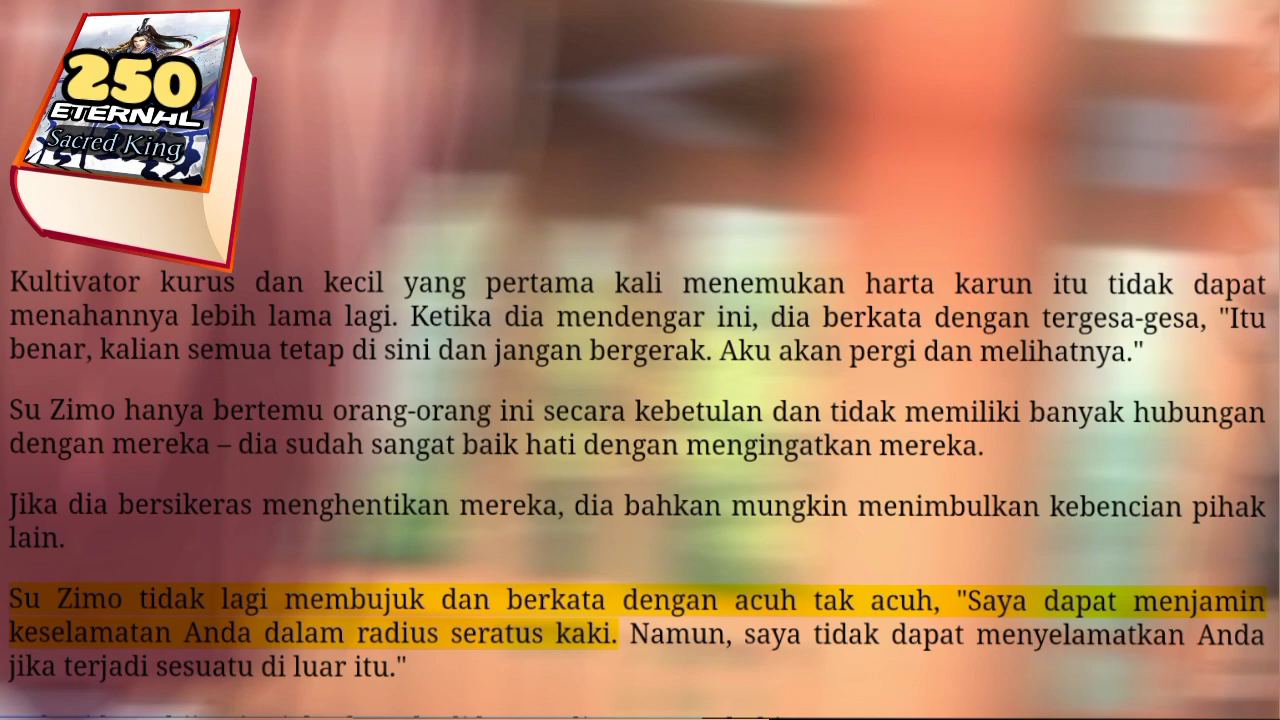 250
ETERNAL
Sacred King
Kultivator kurus dan kecil yang pertama kali menemukan harta karun itu tidak dapat
menahannya lebih lama lagi. Ketika dia mendengar ini, dia berkata dengan tergesa-gesa, "Itu
benar, kalian semua tetap di sini dan jangan bergerak. Aku akan pergi dan melihatnya."
Su Zimo hanya bertemu orang-orang ini secara kebetulan dan tidak memiliki banyak hubungan
dengan mereka – dia sudah sangat baik hati dengan mengingatkan mereka.
Jika dia bersikeras menghentikan mereka, dia bahkan mungkin menimbulkan kebencian pihak
lain.
Su Zimo tidak lagi membujuk dan berkata dengan acuh tak acuh, "Saya dapat menjamin
keselamatan Anda dalam radius seratus kaki. Namun, saya tidak dapat menyelamatkan Anda
jika terjadi sesuatu di luar itu."